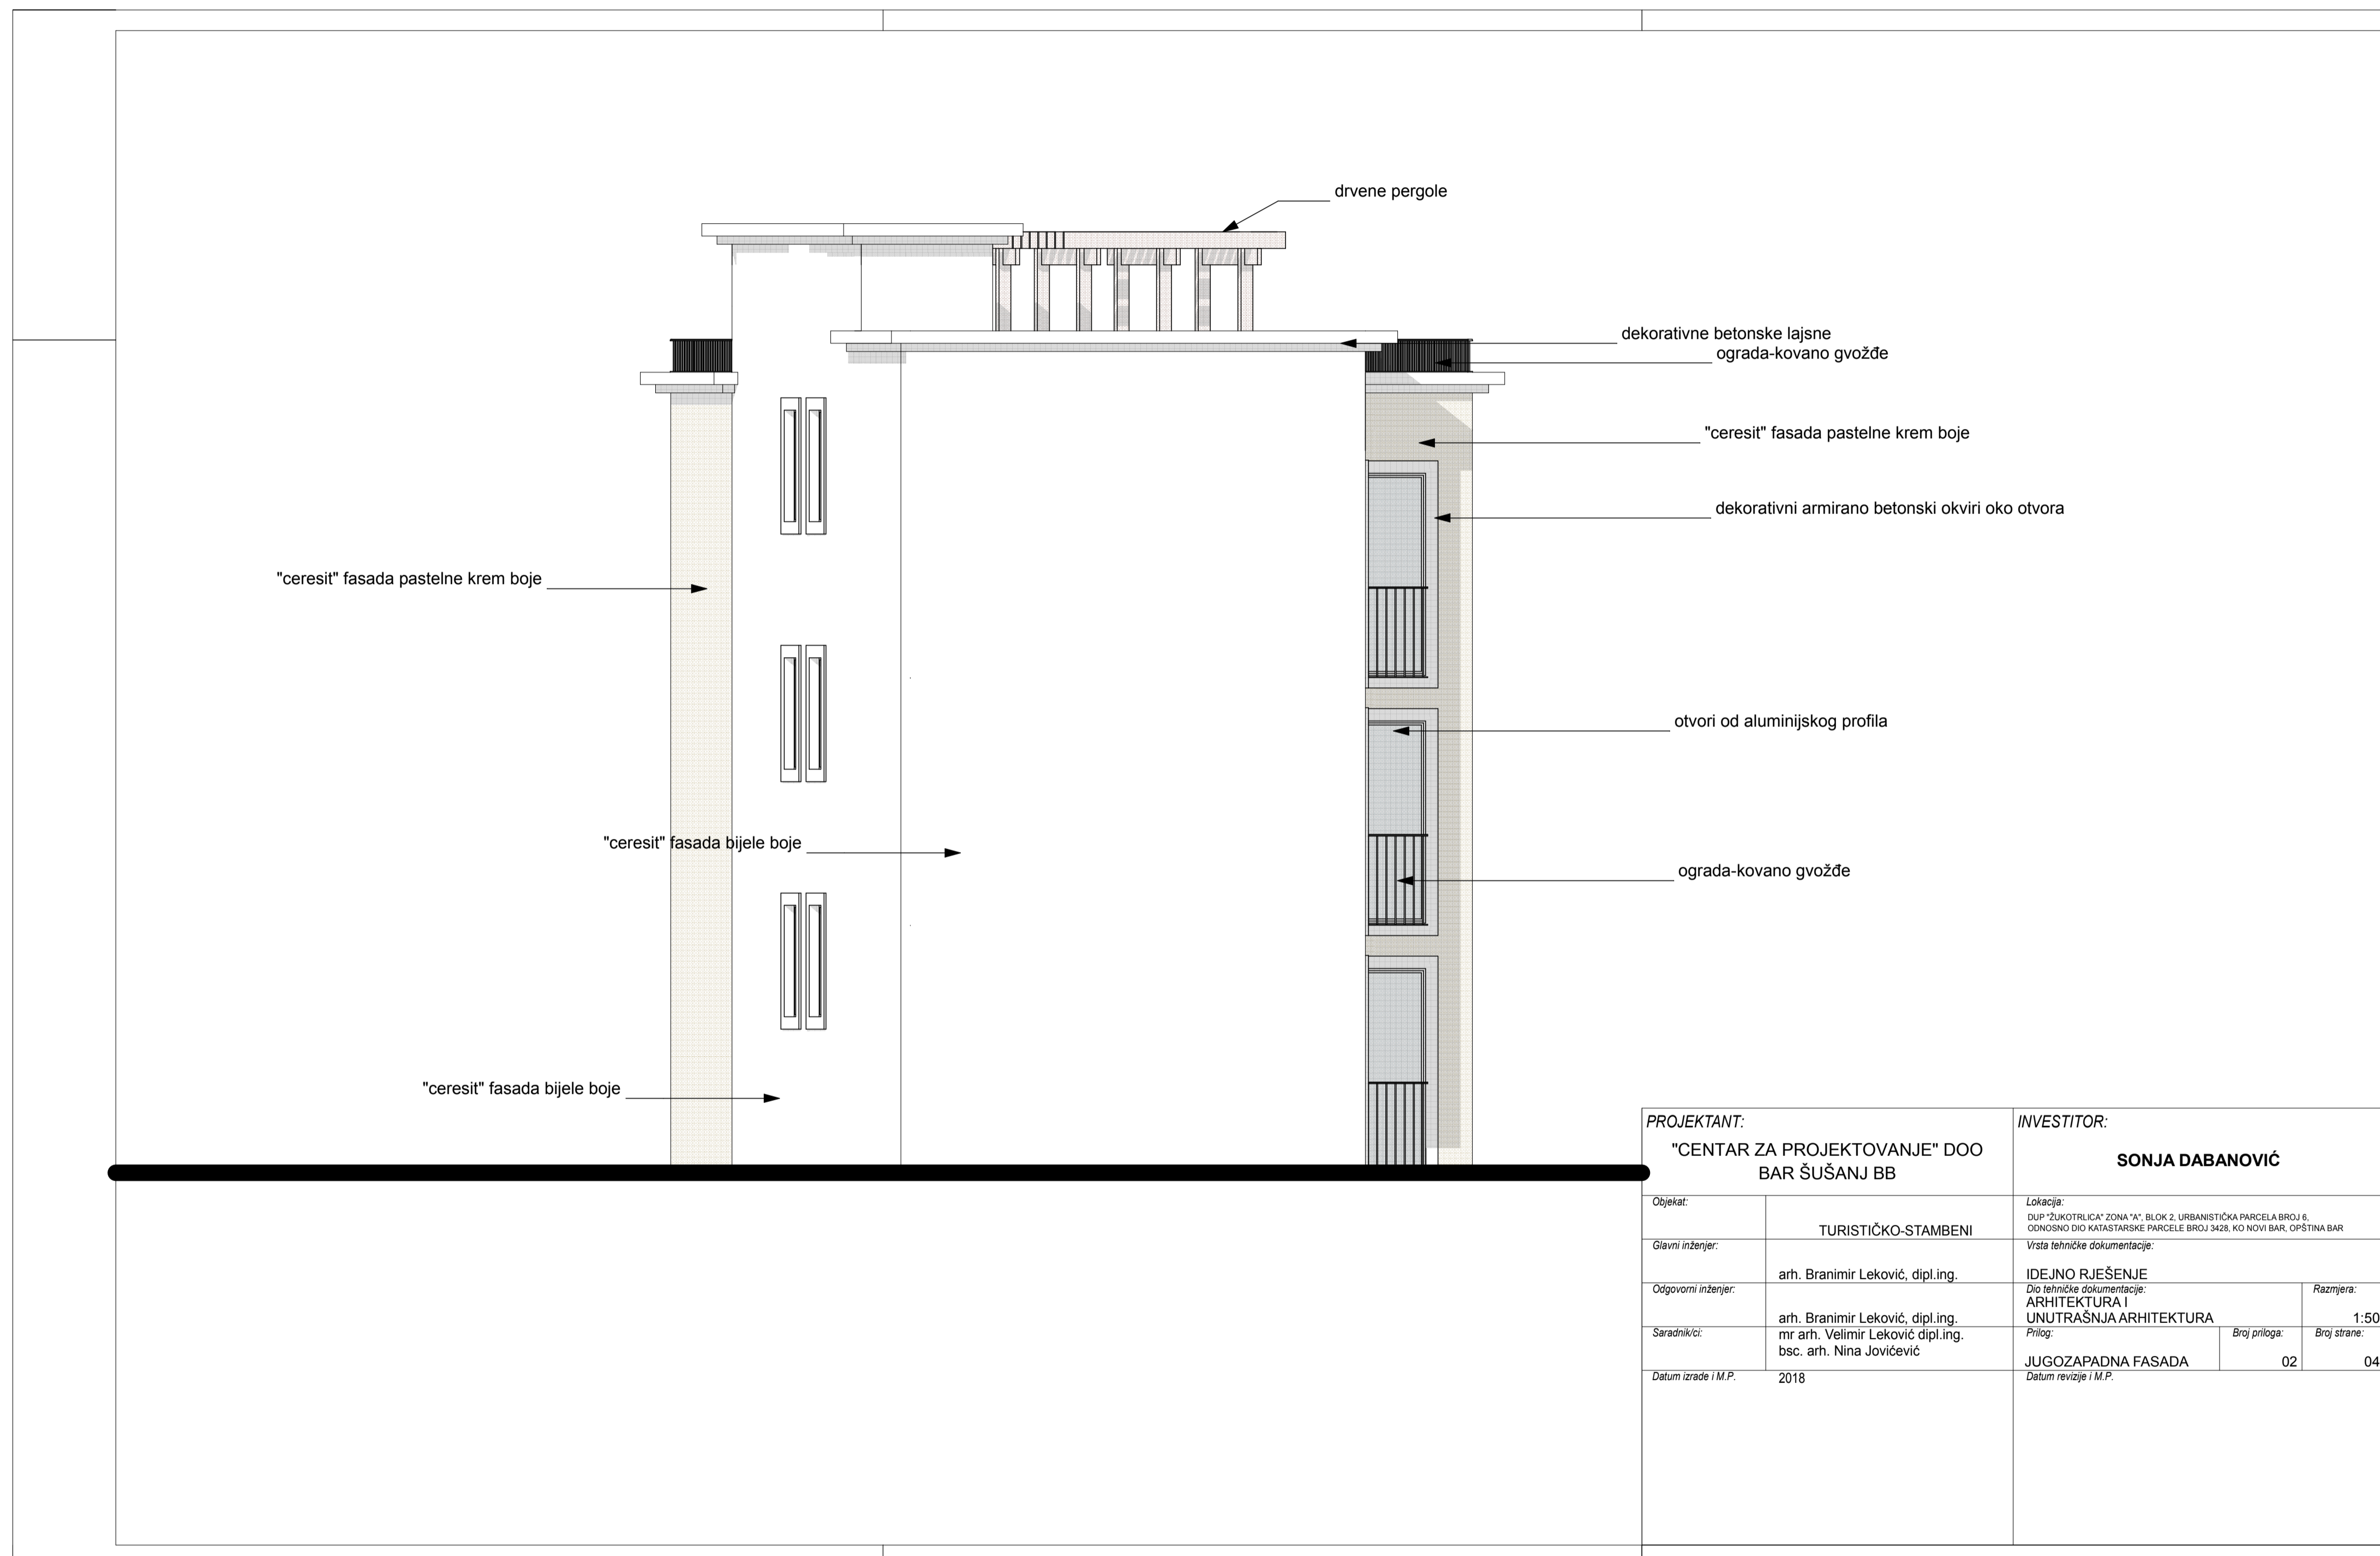 drvene pergole
dekorativne betonske lajsne
ograda-kovano gvožđe
"ceresit" fasada pastelne krem boje
dekorativni armirano betonski okviri oko otvora
"ceresit" fasada pastelne krem boje
otvori od aluminijskog profila
"ceresit" fasada bijele boje
ograda-kovano gvožđe
"ceresit" fasada bijele boje
PROJEKTANT:
"CENTAR ZA PROJEKTOVANJE" DOO
BAR ŠUŠANJ BB
INVESTITOR:
SONJA DABANOVIĆ
Objekat:
TURISTIČKO-STAMBENI
Lokacija:
DUP "ŽUKOTRLICA" ZONA "A", BLOK 2, URBANISTIČKA PARCELA BROJ 6,
ODNOSNO DIO KATASTARSKE PARCELE BROJ 3428, KO NOVI BAR, OPŠTINA BAR
Glavni inženjer:
arh. Branimir Leković, dipl.ing.
Vrsta tehničke dokumentacije:
IDEJNO RJEŠENJE
Odgovorni inženjer:
arh. Branimir Leković, dipl.ing.
Dio tehničke dokumentacije:
ARHITEKTURA I
UNUTRAŠNJA ARHITEKTURA
Razmjera:
1:50
Saradnik/ci:
mr arh. Velimir Leković dipl.ing.
bsc. arh. Nina Jovićević
Prilog:
JUGOZAPADNA FASADA
Broj priloga:
02
Broj strane:
04
Datum izrade i M.P.
2018
Datum revizije i M.P.